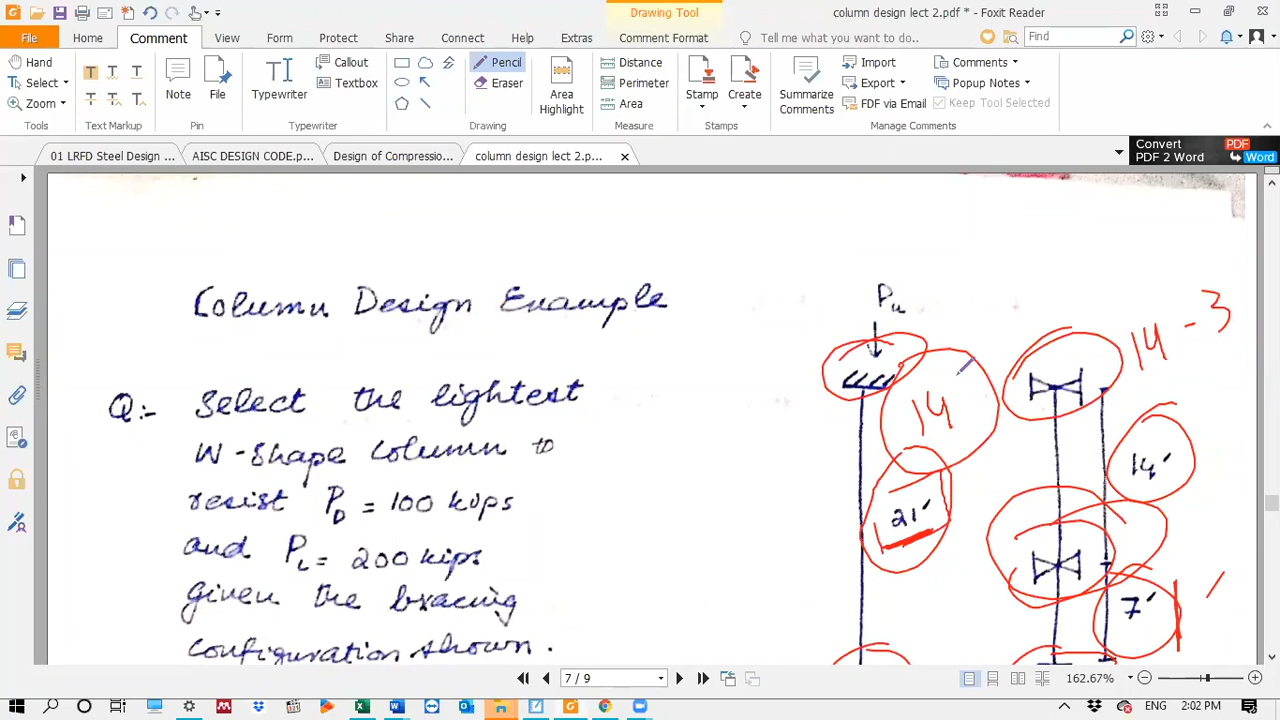 Drawing Tool
column design lect 2.pdf * - Foxit Reader
File Home Comment View Form Protect Share Connect Help Extras Comment Format Tell me what you want to do... Find
Hand
Select
Zoom
Tools
Text Markup
Note
File
Pin
Typewriter
Callout
Textbox
Typewriter
Pencil
Eraser
Drawing
Area
Highlight
Distance
Perimeter
Area
Measure
Stamp
Create
Stamps
Summarize
Comments
Import
Export
FDF via Email
Comments
Popup Notes
Keep Tool Selected
Manage Comments
01 LRFD Steel Design ...
AISC DESIGN CODE.p...
Design of Compressio...
column design lect 2.p...
Convert PDF
PDF 2 Word Word
Column Design Example
Q:- Select the lightest
W-Shape Column to
resist PD = 100 kips
and PL = 200 kips
given the bracing
configuration shown.
Pu
14 - 3
14
14'
21'
7'
7 / 9
162.67%
ENG 2:02 PM